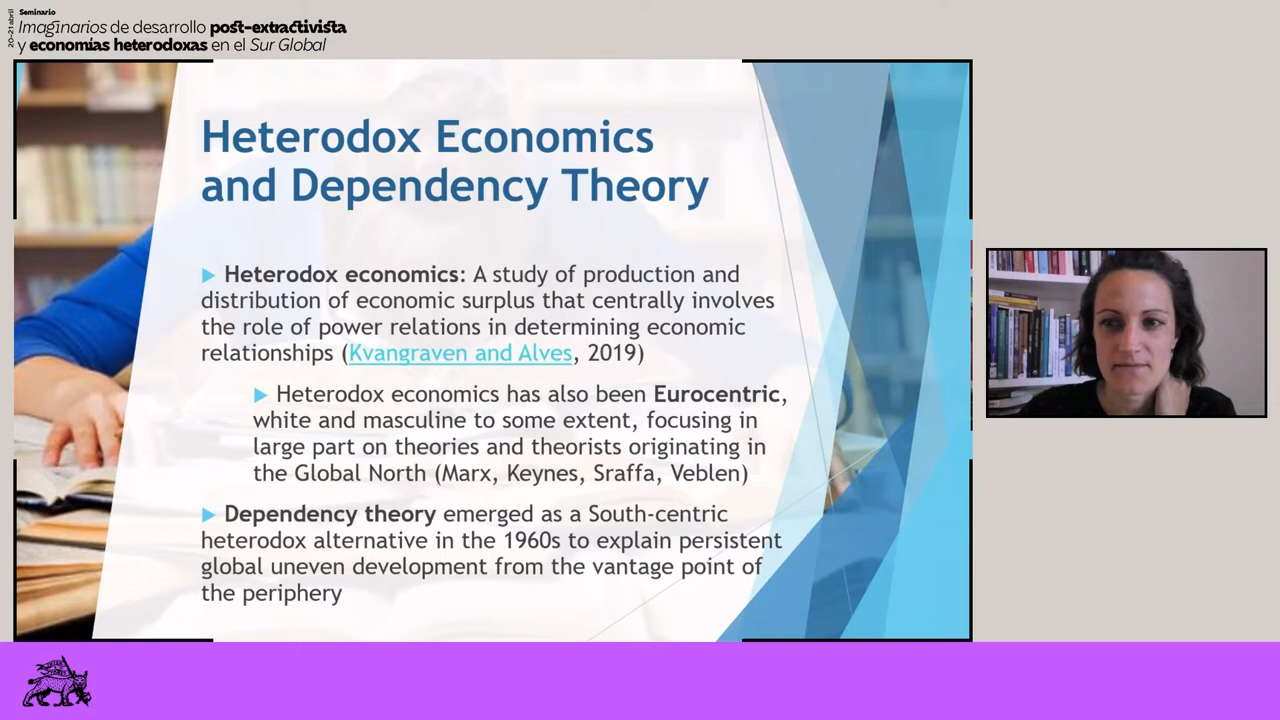 20-21 abril
Seminario
Imaginarios de desarrollo post-extractivista
y economías heterodoxas en el Sur Global
Heterodox Economics
and Dependency Theory
Heterodox economics: A study of production and
distribution of economic surplus that centrally involves
the role of power relations in determining economic
relationships (Kvangraven and Alves, 2019)
Heterodox economics has also been Eurocentric,
white and masculine to some extent, focusing in
large part on theories and theorists originating in
the Global North (Marx, Keynes, Sraffa, Veblen)
Dependency theory emerged as a South-centric
heterodox alternative in the 1960s to explain persistent
global uneven development from the vantage point of
the periphery